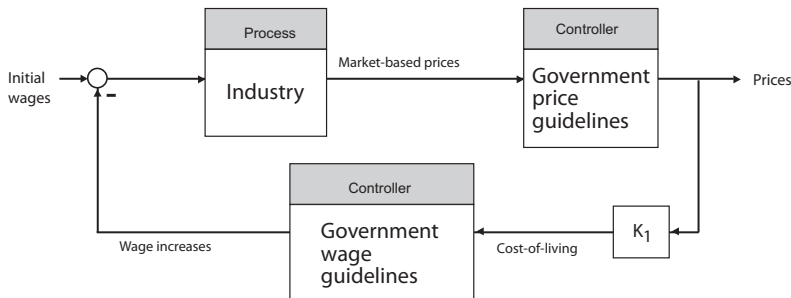 Process
Controller
Initial
wages
Industry
Market-based prices
Government
price
guidelines
Prices
-
Controller
Government
wage
guidelines
Wage increases
Cost-of-living
K1